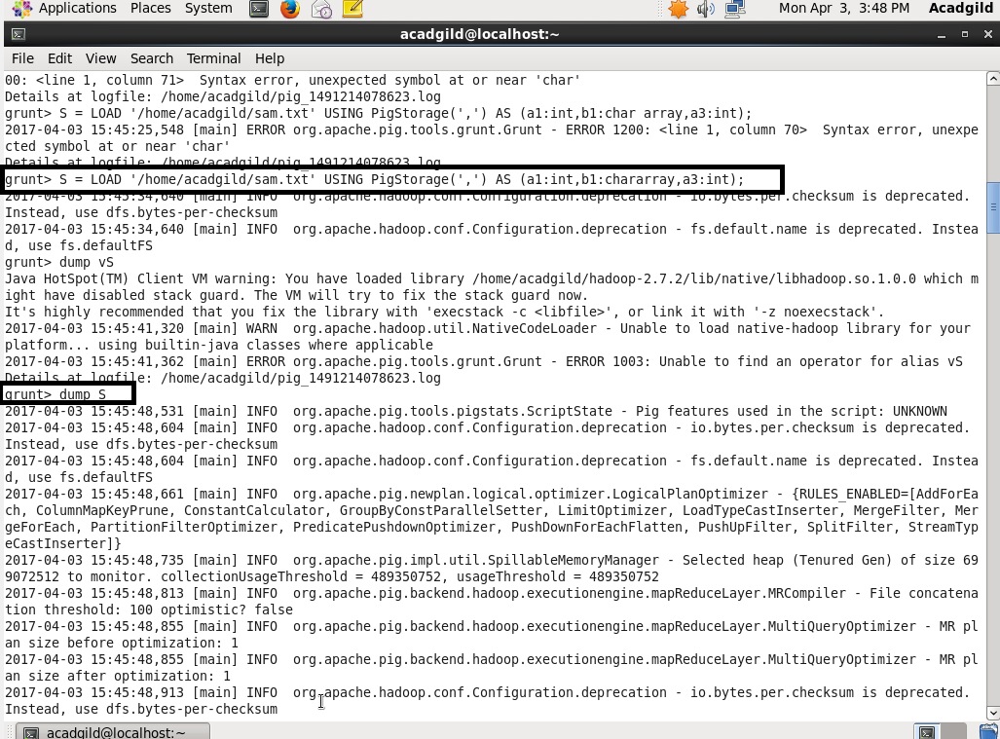 Applications Places System Mon Apr 3, 3:48 PM Acadgild
acadgild@localhost:~
File Edit View Search Terminal Help
00: <line 1, column 71>  Syntax error, unexpected symbol at or near 'char'
Details at logfile: /home/acadgild/pig_1491214078623.log
grunt> S = LOAD '/home/acadgild/sam.txt' USING PigStorage(',') AS (a1:int,b1:char array,a3:int);
2017-04-03 15:45:25,548 [main] ERROR org.apache.pig.tools.grunt.Grunt - ERROR 1200: <line 1, column 70>  Syntax error, unexpe
cted symbol at or near 'char'
Details at logfile: /home/acadgild/pig_1491214078623.log
grunt> S = LOAD '/home/acadgild/sam.txt' USING PigStorage(',') AS (a1:int,b1:chararray,a3:int);
2017-04-03 15:45:34,640 [main] INFO  org.apache.hadoop.conf.Configuration.deprecation - io.bytes.per.checksum is deprecated.
Instead, use dfs.bytes-per-checksum
2017-04-03 15:45:34,640 [main] INFO  org.apache.hadoop.conf.Configuration.deprecation - fs.default.name is deprecated. Instea
d, use fs.defaultFS
grunt> dump vS
Java HotSpot(TM) Client VM warning: You have loaded library /home/acadgild/hadoop-2.7.2/lib/native/libhadoop.so.1.0.0 which m
ight have disabled stack guard. The VM will try to fix the stack guard now.
It's highly recommended that you fix the library with 'execstack -c <libfile>', or link it with '-z noexecstack'.
2017-04-03 15:45:41,320 [main] WARN  org.apache.hadoop.util.NativeCodeLoader - Unable to load native-hadoop library for your
platform... using builtin-java classes where applicable
2017-04-03 15:45:41,362 [main] ERROR org.apache.pig.tools.grunt.Grunt - ERROR 1003: Unable to find an operator for alias vS
Details at logfile: /home/acadgild/pig_1491214078623.log
grunt> dump S
2017-04-03 15:45:48,531 [main] INFO  org.apache.pig.tools.pigstats.ScriptState - Pig features used in the script: UNKNOWN
2017-04-03 15:45:48,604 [main] INFO  org.apache.hadoop.conf.Configuration.deprecation - io.bytes.per.checksum is deprecated.
Instead, use dfs.bytes-per-checksum
2017-04-03 15:45:48,604 [main] INFO  org.apache.hadoop.conf.Configuration.deprecation - fs.default.name is deprecated. Instea
d, use fs.defaultFS
2017-04-03 15:45:48,661 [main] INFO  org.apache.pig.newplan.logical.optimizer.LogicalPlanOptimizer - {RULES_ENABLED=[AddForEa
ch, ColumnMapKeyPrune, ConstantCalculator, GroupByConstParallelSetter, LimitOptimizer, LoadTypeCastInserter, MergeFilter, Mer
geForEach, PartitionFilterOptimizer, PredicatePushdownOptimizer, PushDownForEachFlatten, PushUpFilter, SplitFilter, StreamTyp
eCastInserter]}
2017-04-03 15:45:48,735 [main] INFO  org.apache.pig.impl.util.SpillableMemoryManager - Selected heap (Tenured Gen) of size 69
9072512 to monitor. collectionUsageThreshold = 489350752, usageThreshold = 489350752
2017-04-03 15:45:48,813 [main] INFO  org.apache.pig.backend.hadoop.executionengine.mapReduceLayer.MRCompiler - File concatena
tion threshold: 100 optimistic? false
2017-04-03 15:45:48,855 [main] INFO  org.apache.pig.backend.hadoop.executionengine.mapReduceLayer.MultiQueryOptimizer - MR pl
an size before optimization: 1
2017-04-03 15:45:48,855 [main] INFO  org.apache.pig.backend.hadoop.executionengine.mapReduceLayer.MultiQueryOptimizer - MR pl
an size after optimization: 1
2017-04-03 15:45:48,913 [main] INFO  org.apache.hadoop.conf.Configuration.deprecation - io.bytes.per.checksum is deprecated.
Instead, use dfs.bytes-per-checksum
acadgild@localhost:~